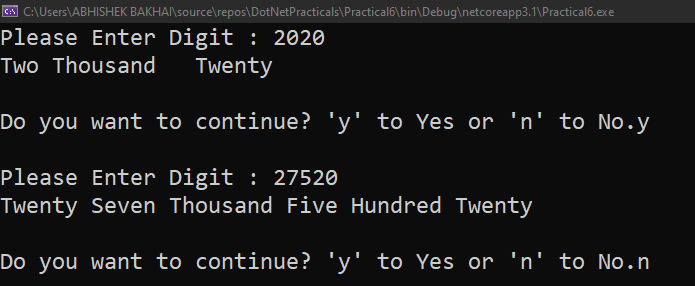 C:\Users\ABHISHEK BAKHAI\source\repos\DotNetPracticals\Practical6\bin\Debug\netcoreapp3.1\Practical6.exe
Please Enter Digit : 2020
Two Thousand   Twenty
Do you want to continue? 'y' to Yes or 'n' to No.y
Please Enter Digit : 27520
Twenty Seven Thousand Five Hundred Twenty
Do you want to continue? 'y' to Yes or 'n' to No.n